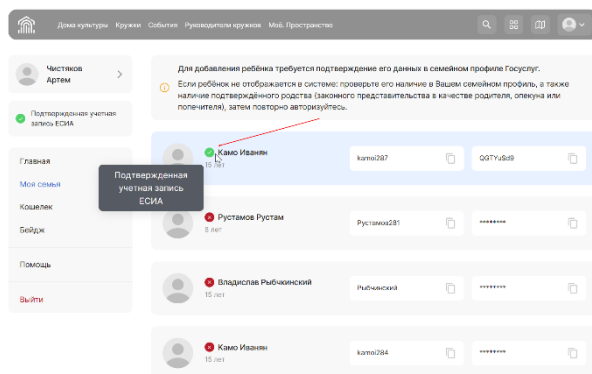 Дома культуры Кружки События Руководители кружков Моё. Пространство
Чистяков
Артем
Подтвержденная учетная
запись ЕСИА
Главная
Моя семья
Кошелек
Бейдж
Помощь
Выйти
Для добавления ребёнка требуется подтверждение его данных в семейном профиле Госуслуг.
Если ребёнок не отображается в системе: проверьте его наличие в Вашем семейном профиль, а также
наличие подтверждённого родства (законного представительства в качестве родителя, опекуна или
попечителя), затем повторно авторизуйтесь.
Камо Иванян
15 лет
kamoi287
QGTYuSd9
Подтвержденная
учетная запись
ЕСИА
Рустамов Рустам
8 лет
Рустамов281
********
Владислав Рыбчкинский
15 лет
Рыбчинский
********
Камо Иванян
15 лет
kamoi284
********